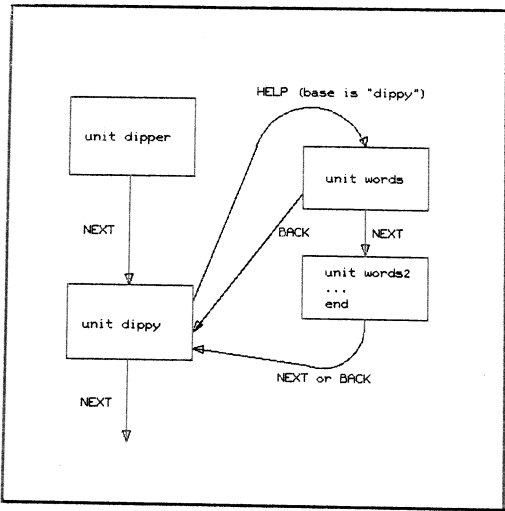 HELP (base is "dippy")
unit dipper
unit words
NEXT
BACK
NEXT
unit words2
...
end
unit dippy
NEXT or BACK
NEXT